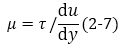 μ = τ / du/dy (2-7)